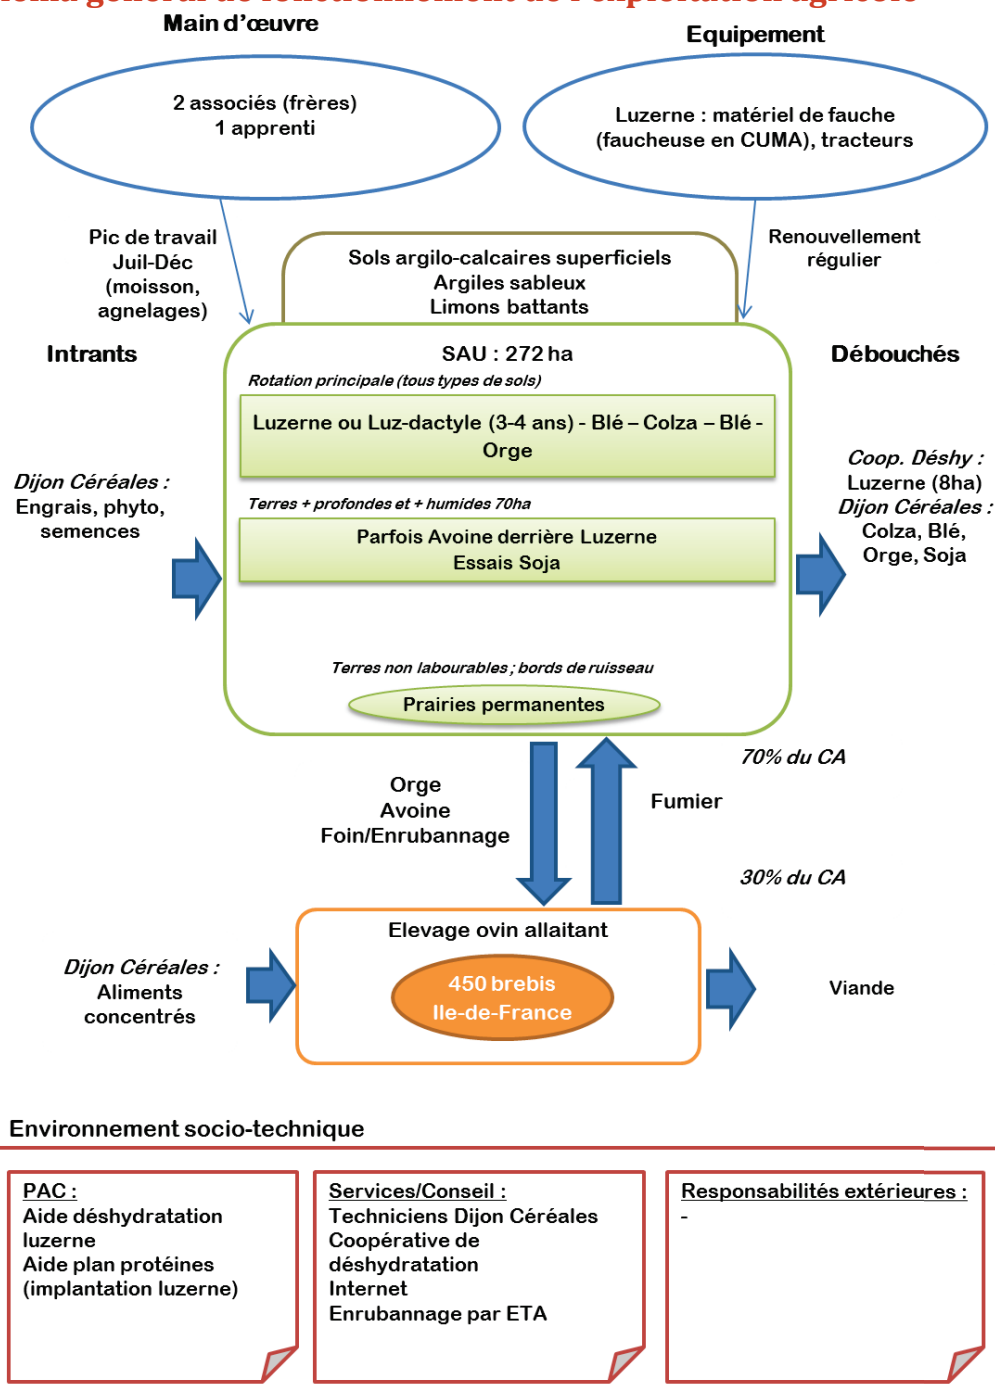 schéma général de fonctionnement de l'exploitation agricole
Main d'œuvre
Equipement
2 associés (frères)
1 apprenti
Luzerne : matériel de fauche
(faucheuse en CUMA), tracteurs
Pic de travail
Juil-Déc
(moisson,
agnelages)
Renouvellement
régulier
Sols argilo-calcaires superficiels
Argiles sableux
Limons battants
Intrants
SAU : 272 ha
Débouchés
Rotation principale (tous types de sols)
Luzerne ou Luz-dactyle (3-4 ans) - Blé – Colza – Blé -
Orge
Dijon Céréales :
Engrais, phyto,
semences
Terres + profondes et + humides 70ha
Parfois Avoine derrière Luzerne
Essais Soja
Coop. Déshy :
Luzerne (8ha)
Dijon Céréales :
Colza, Blé,
Orge, Soja
Terres non labourables ; bords de ruisseau
Prairies permanentes
70% du CA
Orge
Avoine
Foin/Enrubannage
Fumier
30% du CA
Elevage ovin allaitant
450 brebis
Ile-de-France
Dijon Céréales :
Aliments
concentrés
Viande
Environnement socio-technique
PAC :
Aide déshydratation
luzerne
Aide plan protéines
(implantation luzerne)
Services/Conseil :
Techniciens Dijon Céréales
Coopérative de
déshydratation
Internet
Enrubannage par ETA
Responsabilités extérieures :
-